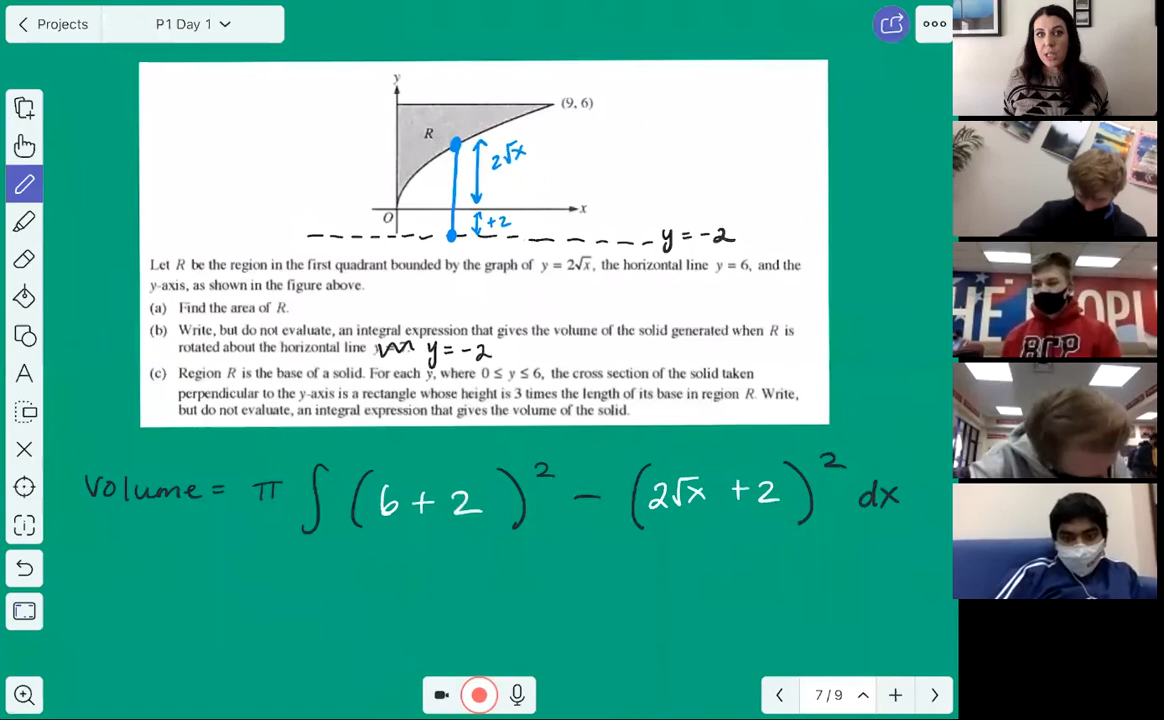 Projects
P1 Day 1
y
(9, 6)
R
2√x
O
x
+2
y = -2
Let R be the region in the first quadrant bounded by the graph of y = 2√x, the horizontal line y = 6, and the
y-axis, as shown in the figure above.
(a) Find the area of R.
(b) Write, but do not evaluate, an integral expression that gives the volume of the solid generated when R is
rotated about the horizontal line y = -2
(c) Region R is the base of a solid. For each y, where 0 ≤ y ≤ 6, the cross section of the solid taken
perpendicular to the y-axis is a rectangle whose height is 3 times the length of its base in region R. Write,
but do not evaluate, an integral expression that gives the volume of the solid.
Volume = π ∫ (6 + 2)² - (2√x + 2)² dx
A
7 / 9
HE
PEOPL
BCP